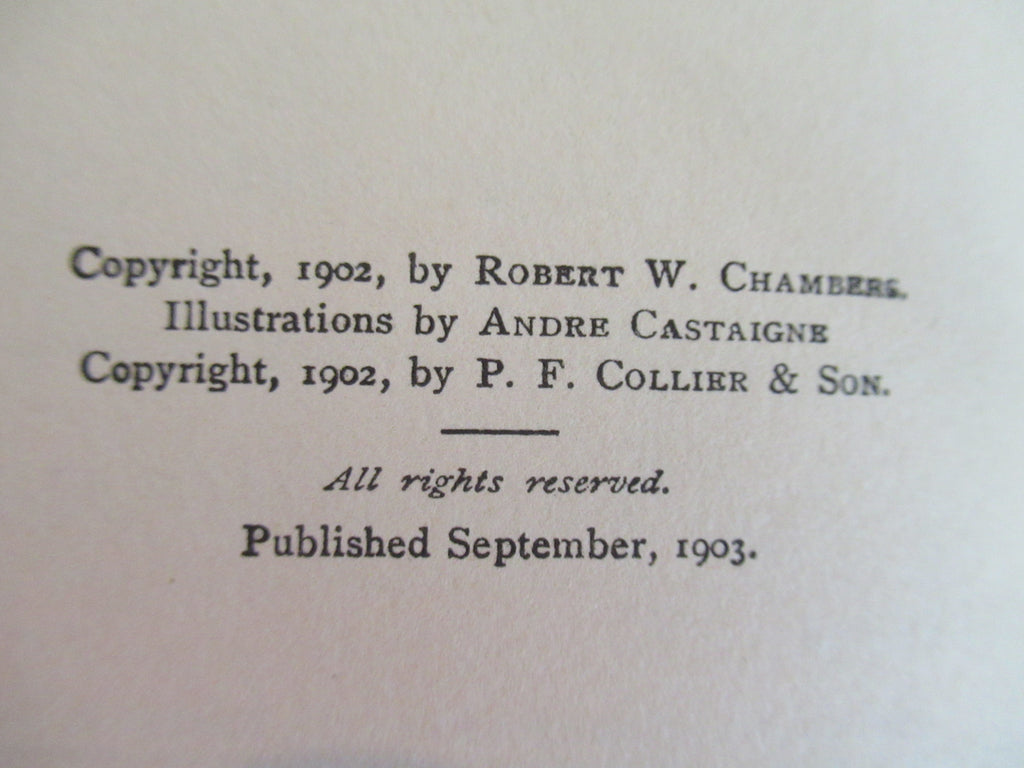 Copyright, 1902, by ROBERT W. CHAMBERS.
Illustrations by ANDRE CASTAIGNE
Copyright, 1902, by P. F. COLLIER & SON.
All rights reserved.
Published September, 1903.